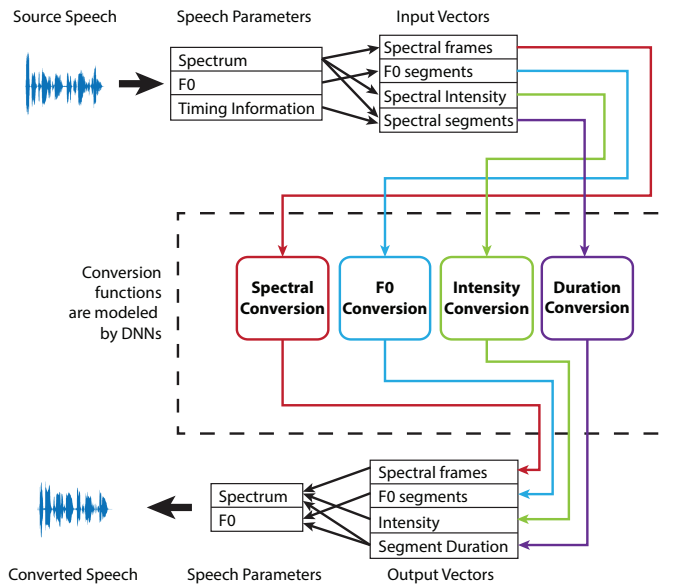 Source Speech
Speech Parameters
Input Vectors
Spectrum
F0
Timing Information
Spectral frames
F0 segments
Spectral Intensity
Spectral segments
Conversion
functions
are modeled
by DNNs
Spectral
Conversion
F0
Conversion
Intensity
Conversion
Duration
Conversion
Spectral frames
F0 segments
Intensity
Segment Duration
Spectrum
F0
Converted Speech
Speech Parameters
Output Vectors